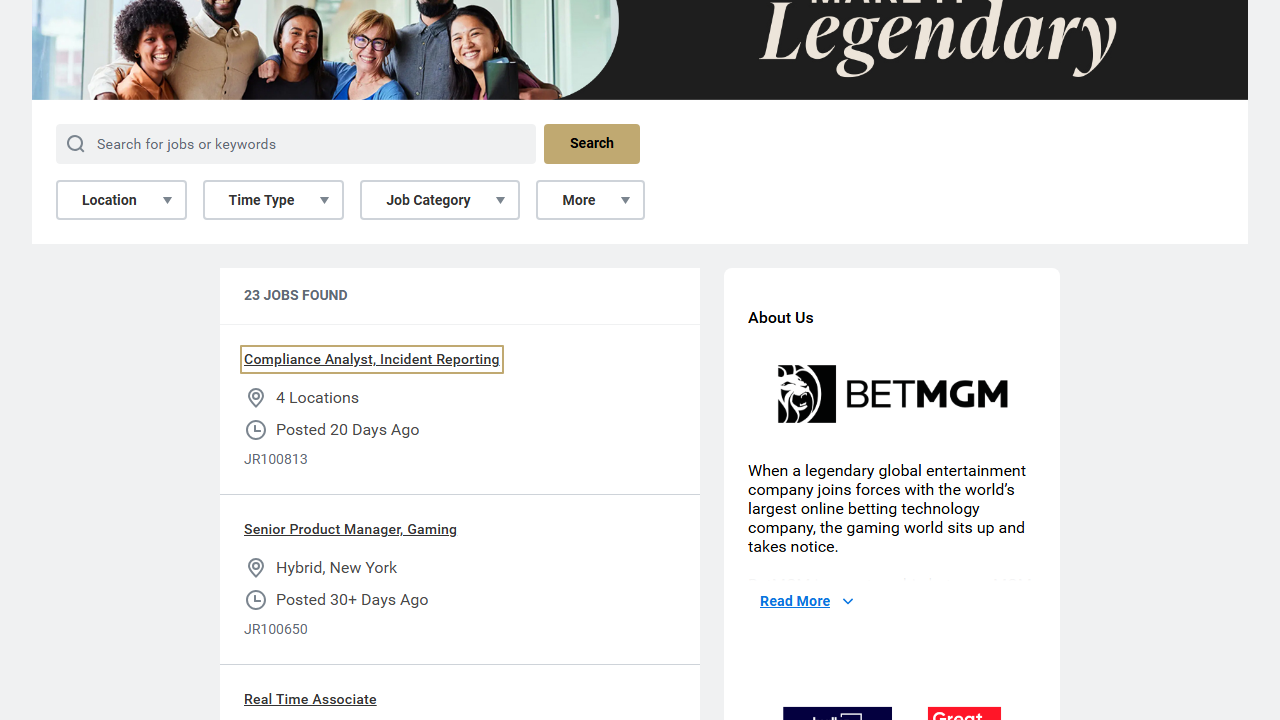 Legendary
Search for jobs or keywords
Search
Location
Time Type
Job Category
More
23 JOBS FOUND
Compliance Analyst, Incident Reporting
4 Locations
Posted 20 Days Ago
JR100813
Senior Product Manager, Gaming
Hybrid, New York
Posted 30+ Days Ago
JR100650
Real Time Associate
About Us
BETMGM
When a legendary global entertainment
company joins forces with the world’s
largest online betting technology
company, the gaming world sits up and
takes notice.
Read More
Great